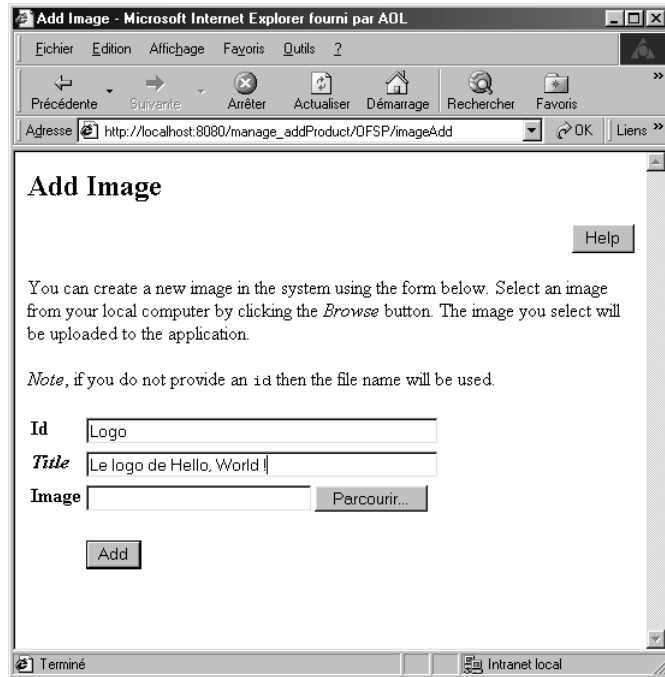 Add Image - Microsoft Internet Explorer fourni par AOL
Fichier Edition Affichage Favoris Outils ?
Précédente Suivante Arrêter Actualiser Démarrage Rechercher Favoris »
Adresse http://localhost:8080/manage_addProduct/OFSP/imageAdd OK Liens »
Add Image
Help
You can create a new image in the system using the form below. Select an image
from your local computer by clicking the Browse button. The image you select will
be uploaded to the application.
Note, if you do not provide an id then the file name will be used.
Id Logo
Title Le logo de Hello, World !
Image Parcourir...
Add
Terminé Intranet local